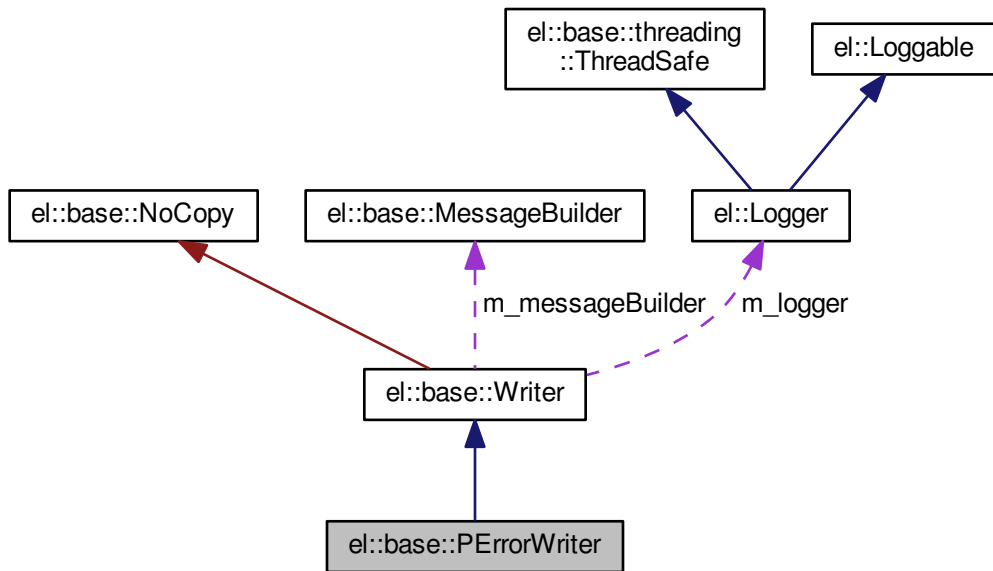 el::base::threading
::ThreadSafe
el::Loggable
el::base::NoCopy
el::base::MessageBuilder
el::Logger
m_messageBuilder
m_logger
el::base::Writer
el::base::PErrorWriter